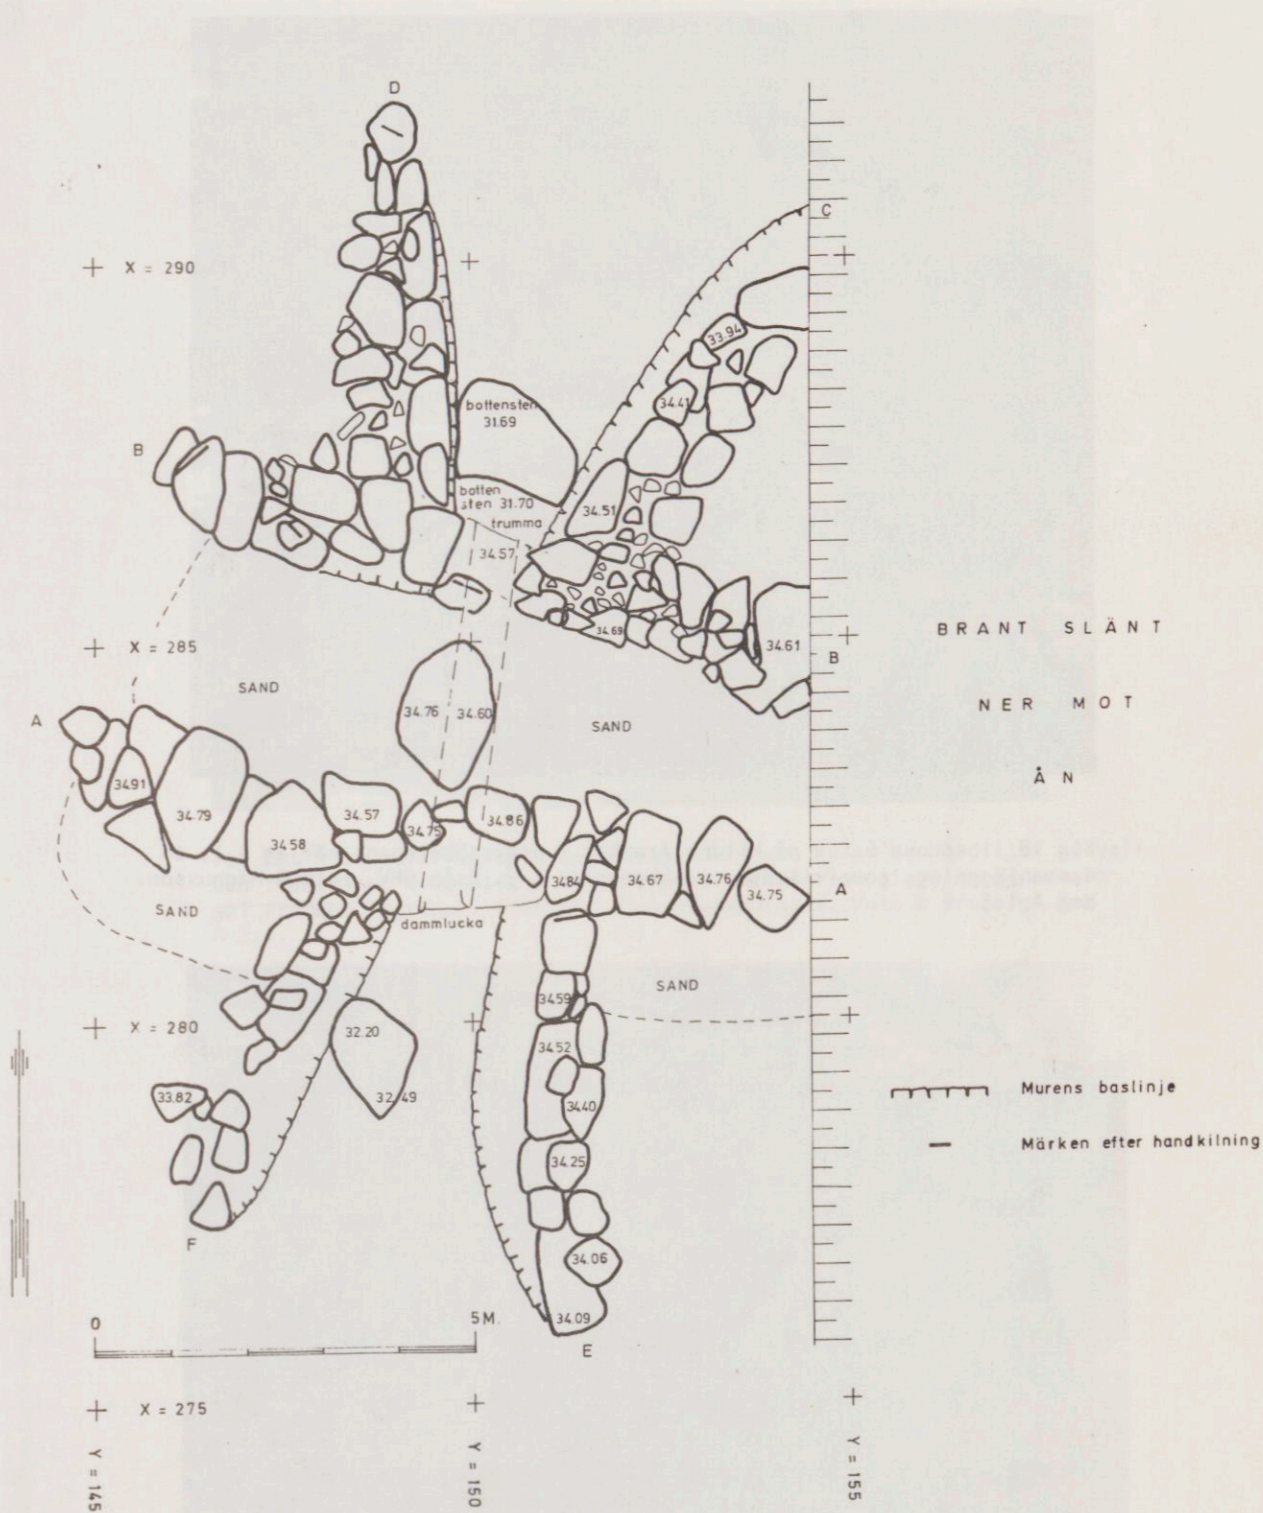 D
C
X = 290
33.94
34.41
bottensten
31.69
B
botten
sten 31.70
34.51
trumma
34.57
34.69
BRANT SLÄNT
X = 285
34.61
B
SAND
NER MOT
34.76 34.60
A
SAND
ÅN
34.91
34.79
34.57
34.75
34.86
34.58
34.84
34.67
34.76
34.75
A
SAND
dammlucka
SAND
34.59
X = 280
32.20
34.52
33.82
32.49
34.40
Murens baslinje
Märken efter handkilning
34.25
F
34.06
0
5 M.
34.09
E
X = 275
Y = 145
Y = 150
Y = 155